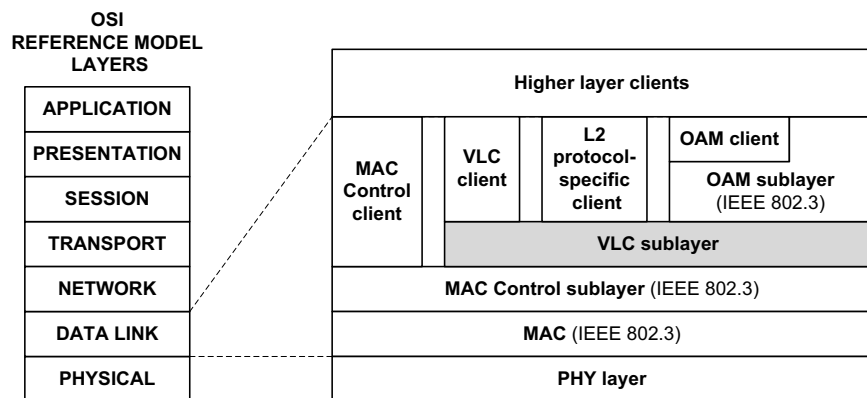 OSI
REFERENCE MODEL
LAYERS
APPLICATION
PRESENTATION
SESSION
TRANSPORT
NETWORK
DATA LINK
PHYSICAL
Higher layer clients
MAC
Control
client
VLC
client
L2
protocol-
specific
client
OAM client
OAM sublayer
(IEEE 802.3)
VLC sublayer
MAC Control sublayer (IEEE 802.3)
MAC (IEEE 802.3)
PHY layer